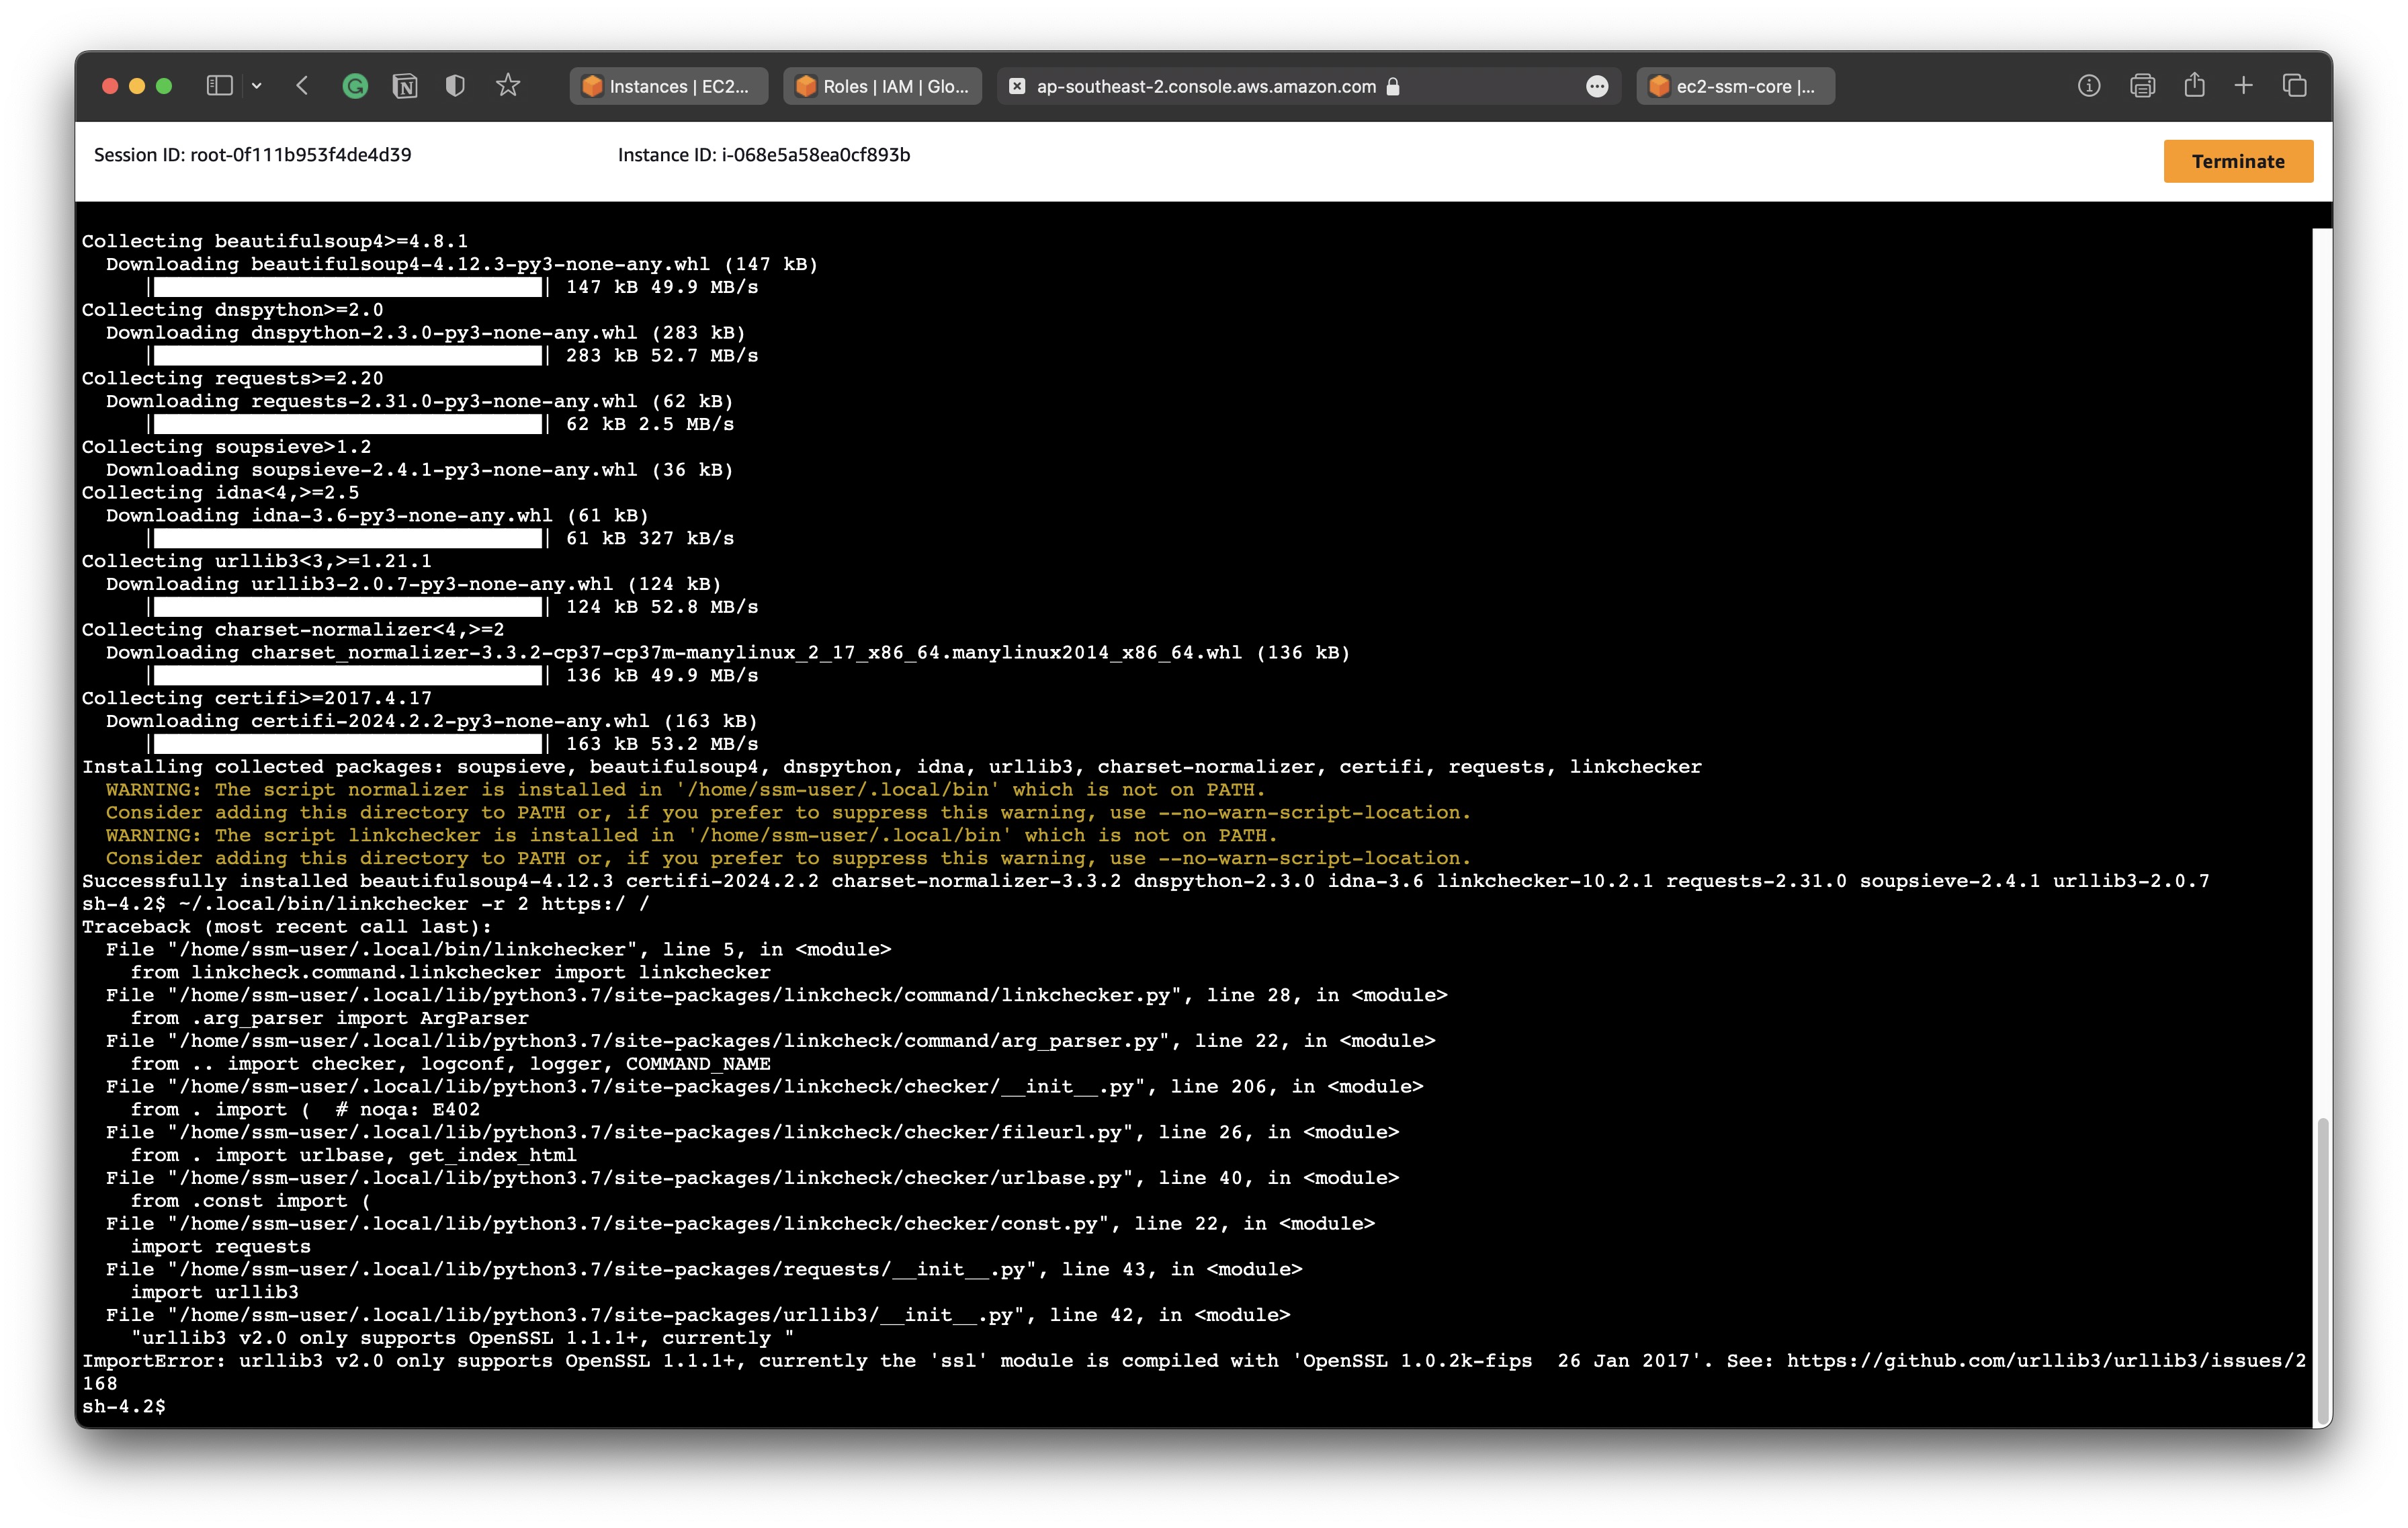 Instances | EC2...
Roles | IAM | Glo...
ap-southeast-2.console.aws.amazon.com
ec2-ssm-core |...
Session ID: root-0f111b953f4de4d39
Instance ID: i-068e5a58ea0cf893b
Terminate
Collecting beautifulsoup4>=4.8.1
  Downloading beautifulsoup4-4.12.3-py3-none-any.whl (147 kB)
     | | 147 kB 49.9 MB/s
Collecting dnspython>=2.0
  Downloading dnspython-2.3.0-py3-none-any.whl (283 kB)
     | | 283 kB 52.7 MB/s
Collecting requests>=2.20
  Downloading requests-2.31.0-py3-none-any.whl (62 kB)
     | | 62 kB 2.5 MB/s
Collecting soupsieve>1.2
  Downloading soupsieve-2.4.1-py3-none-any.whl (36 kB)
Collecting idna<4,>=2.5
  Downloading idna-3.6-py3-none-any.whl (61 kB)
     | | 61 kB 327 kB/s
Collecting urllib3<3,>=1.21.1
  Downloading urllib3-2.0.7-py3-none-any.whl (124 kB)
     | | 124 kB 52.8 MB/s
Collecting charset-normalizer<4,>=2
  Downloading charset_normalizer-3.3.2-cp37-cp37m-manylinux_2_17_x86_64.manylinux2014_x86_64.whl (136 kB)
     | | 136 kB 49.9 MB/s
Collecting certifi>=2017.4.17
  Downloading certifi-2024.2.2-py3-none-any.whl (163 kB)
     | | 163 kB 53.2 MB/s
Installing collected packages: soupsieve, beautifulsoup4, dnspython, idna, urllib3, charset-normalizer, certifi, requests, linkchecker
  WARNING: The script normalizer is installed in '/home/ssm-user/.local/bin' which is not on PATH.
  Consider adding this directory to PATH or, if you prefer to suppress this warning, use --no-warn-script-location.
  WARNING: The script linkchecker is installed in '/home/ssm-user/.local/bin' which is not on PATH.
  Consider adding this directory to PATH or, if you prefer to suppress this warning, use --no-warn-script-location.
Successfully installed beautifulsoup4-4.12.3 certifi-2024.2.2 charset-normalizer-3.3.2 dnspython-2.3.0 idna-3.6 linkchecker-10.2.1 requests-2.31.0 soupsieve-2.4.1 urllib3-2.0.7
sh-4.2$ ~/.local/bin/linkchecker -r 2 https:/ /
Traceback (most recent call last):
  File "/home/ssm-user/.local/bin/linkchecker", line 5, in <module>
    from linkcheck.command.linkchecker import linkchecker
  File "/home/ssm-user/.local/lib/python3.7/site-packages/linkcheck/command/linkchecker.py", line 28, in <module>
    from .arg_parser import ArgParser
  File "/home/ssm-user/.local/lib/python3.7/site-packages/linkcheck/command/arg_parser.py", line 22, in <module>
    from .. import checker, logconf, logger, COMMAND_NAME
  File "/home/ssm-user/.local/lib/python3.7/site-packages/linkcheck/checker/__init__.py", line 206, in <module>
    from . import (  # noqa: E402
  File "/home/ssm-user/.local/lib/python3.7/site-packages/linkcheck/checker/fileurl.py", line 26, in <module>
    from . import urlbase, get_index_html
  File "/home/ssm-user/.local/lib/python3.7/site-packages/linkcheck/checker/urlbase.py", line 40, in <module>
    from .const import (
  File "/home/ssm-user/.local/lib/python3.7/site-packages/linkcheck/checker/const.py", line 22, in <module>
    import requests
  File "/home/ssm-user/.local/lib/python3.7/site-packages/requests/__init__.py", line 43, in <module>
    import urllib3
  File "/home/ssm-user/.local/lib/python3.7/site-packages/urllib3/__init__.py", line 42, in <module>
    "urllib3 v2.0 only supports OpenSSL 1.1.1+, currently "
ImportError: urllib3 v2.0 only supports OpenSSL 1.1.1+, currently the 'ssl' module is compiled with 'OpenSSL 1.0.2k-fips  26 Jan 2017'. See: https://github.com/urllib3/urllib3/issues/2
168
sh-4.2$